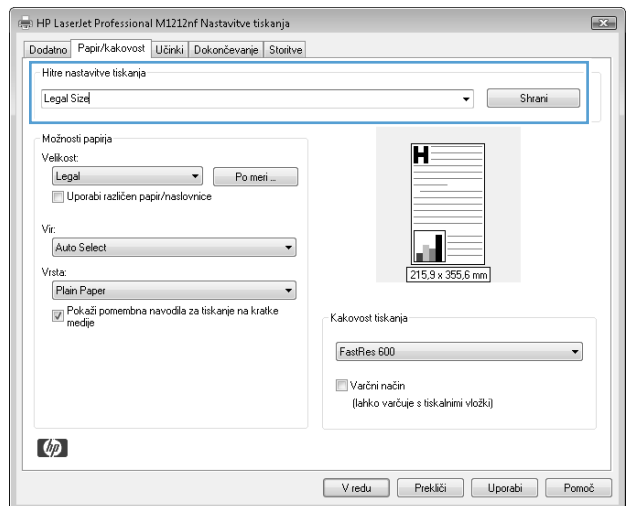 HP LaserJet Professional M1212nf Nastavitve tiskanja
Dodatno Papir/kakovost Učinki Dokončevanje Storitve
Hitre nastavitve tiskanja
Legal Size Shrani
Možnosti papirja
Velikost:
Legal Po meri ...
Uporabi različen papir/naslovnice
Vir:
Auto Select
Vrsta:
Plain Paper
Pokaži pomembna navodila za tiskanje na kratke
medije
H
215,9 x 355,6 mm
Kakovost tiskanja
FastRes 600
Varčni način
(lahko varčuje s tiskalnimi vložki)
hp
V redu Prekliči Uporabi Pomoč